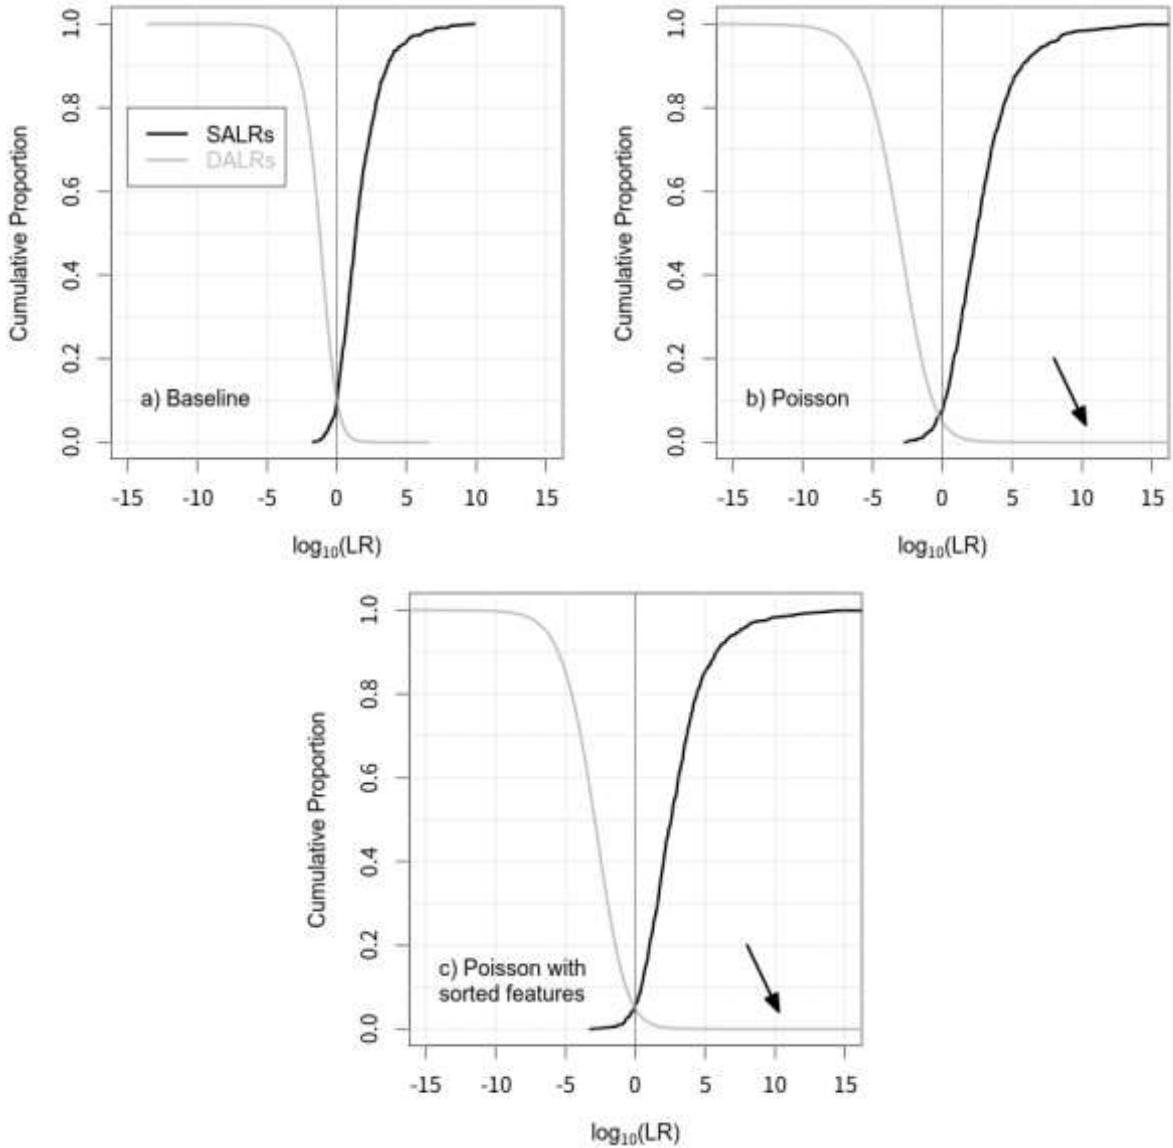 Cumulative Proportion
1.0
0.8
0.6
0.4
0.2
0.0
SALRs
DALRs
a) Baseline
-15 -10 -5 0 5 10 15
log₁₀(LR)
Cumulative Proportion
1.0
0.8
0.6
0.4
0.2
0.0
b) Poisson
-15 -10 -5 0 5 10 15
log₁₀(LR)
Cumulative Proportion
1.0
0.8
0.6
0.4
0.2
0.0
c) Poisson with
sorted features
-15 -10 -5 0 5 10 15
log₁₀(LR)